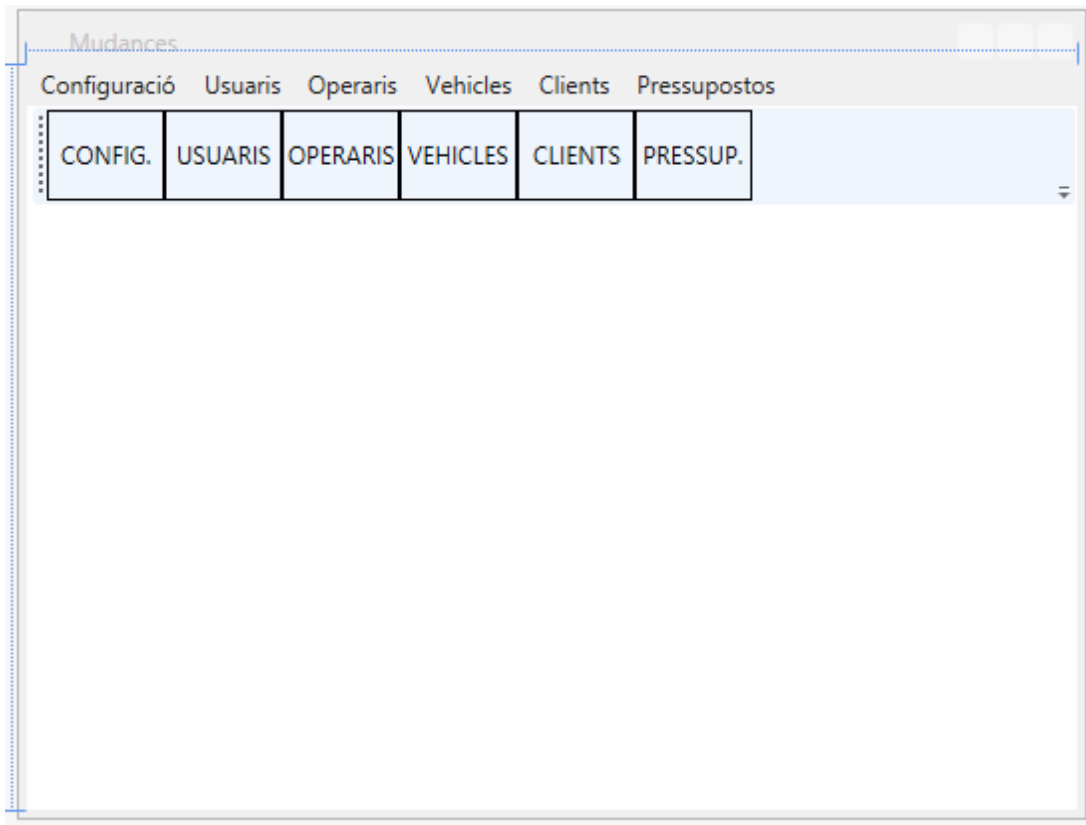 Mudances
Configuració Usuaris Operaris Vehicles Clients Pressupostos
CONFIG. USUARIS OPERARIS VEHICLES CLIENTS PRESSUP.